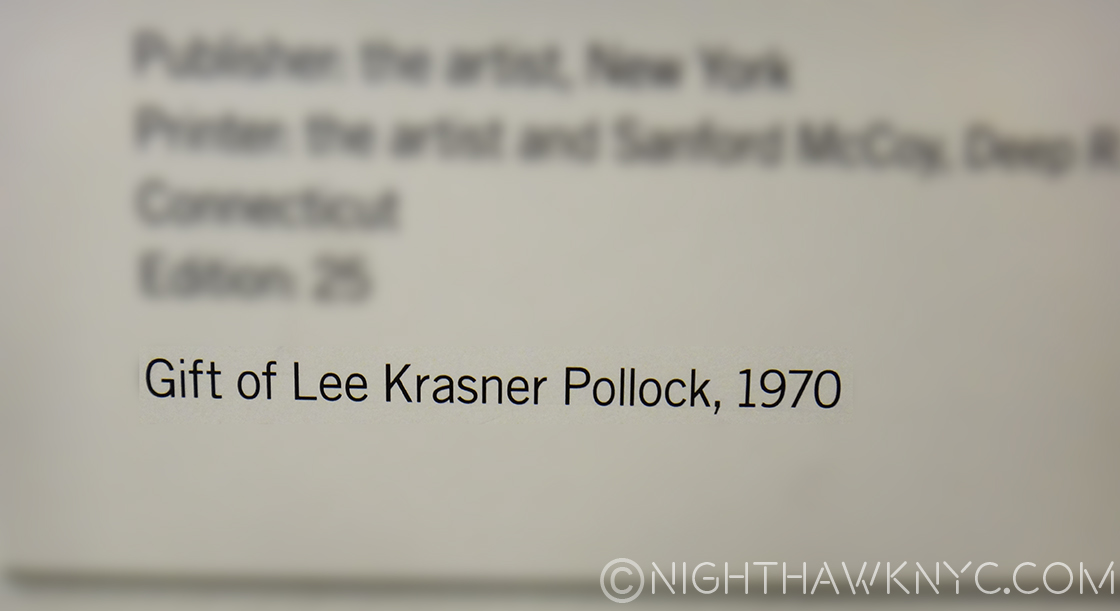 Publisher: the artist, New York
Printer: the artist and Sanford McCoy, Deep R
Connecticut
Edition: 25
Gift of Lee Krasner Pollock, 1970
©NIGHTHAWKNYC.COM